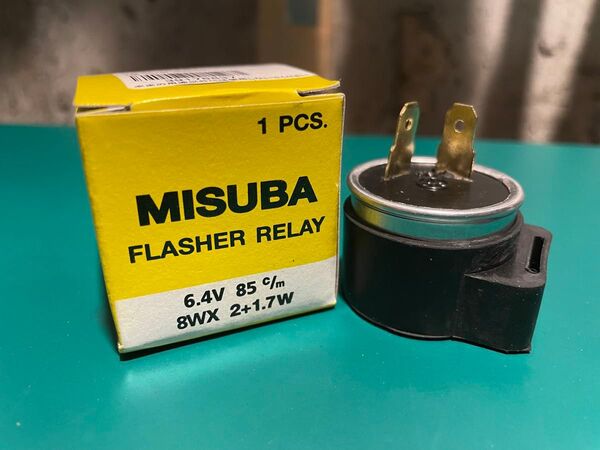 1 PCS.
MISUBA
FLASHER RELAY
6.4V 85 c/m
8WX 2+1.7W